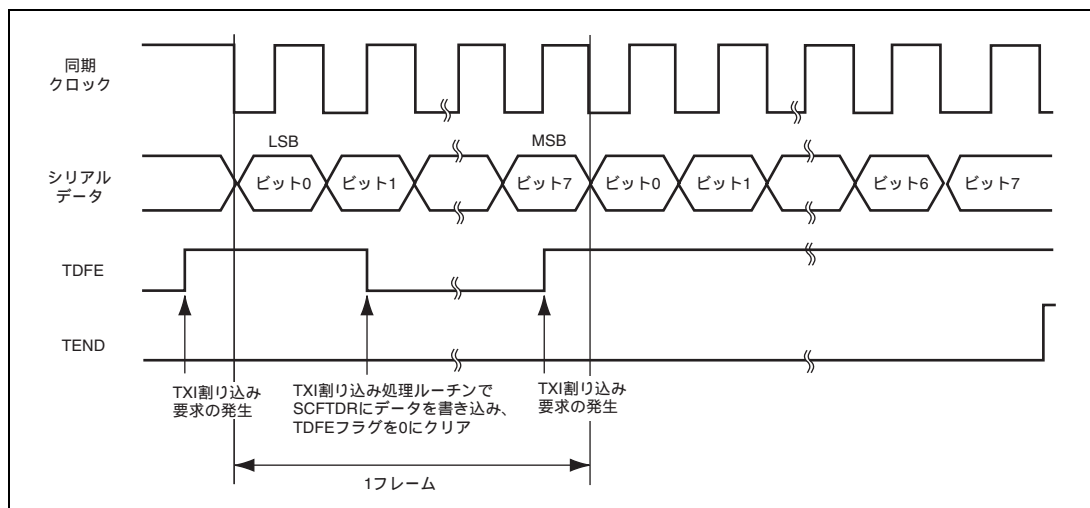 同期
クロック
LSB
MSB
シリアル
データ
ビット0
ビット1
ビット7
ビット0
ビット1
ビット6
ビット7
TDFE
TEND
TXI割り込み
要求の発生
TXI割り込み処理ルーチンで
SCFTDRにデータを書き込み、
TDFEフラグを0にクリア
TXI割り込み
要求の発生
1フレーム